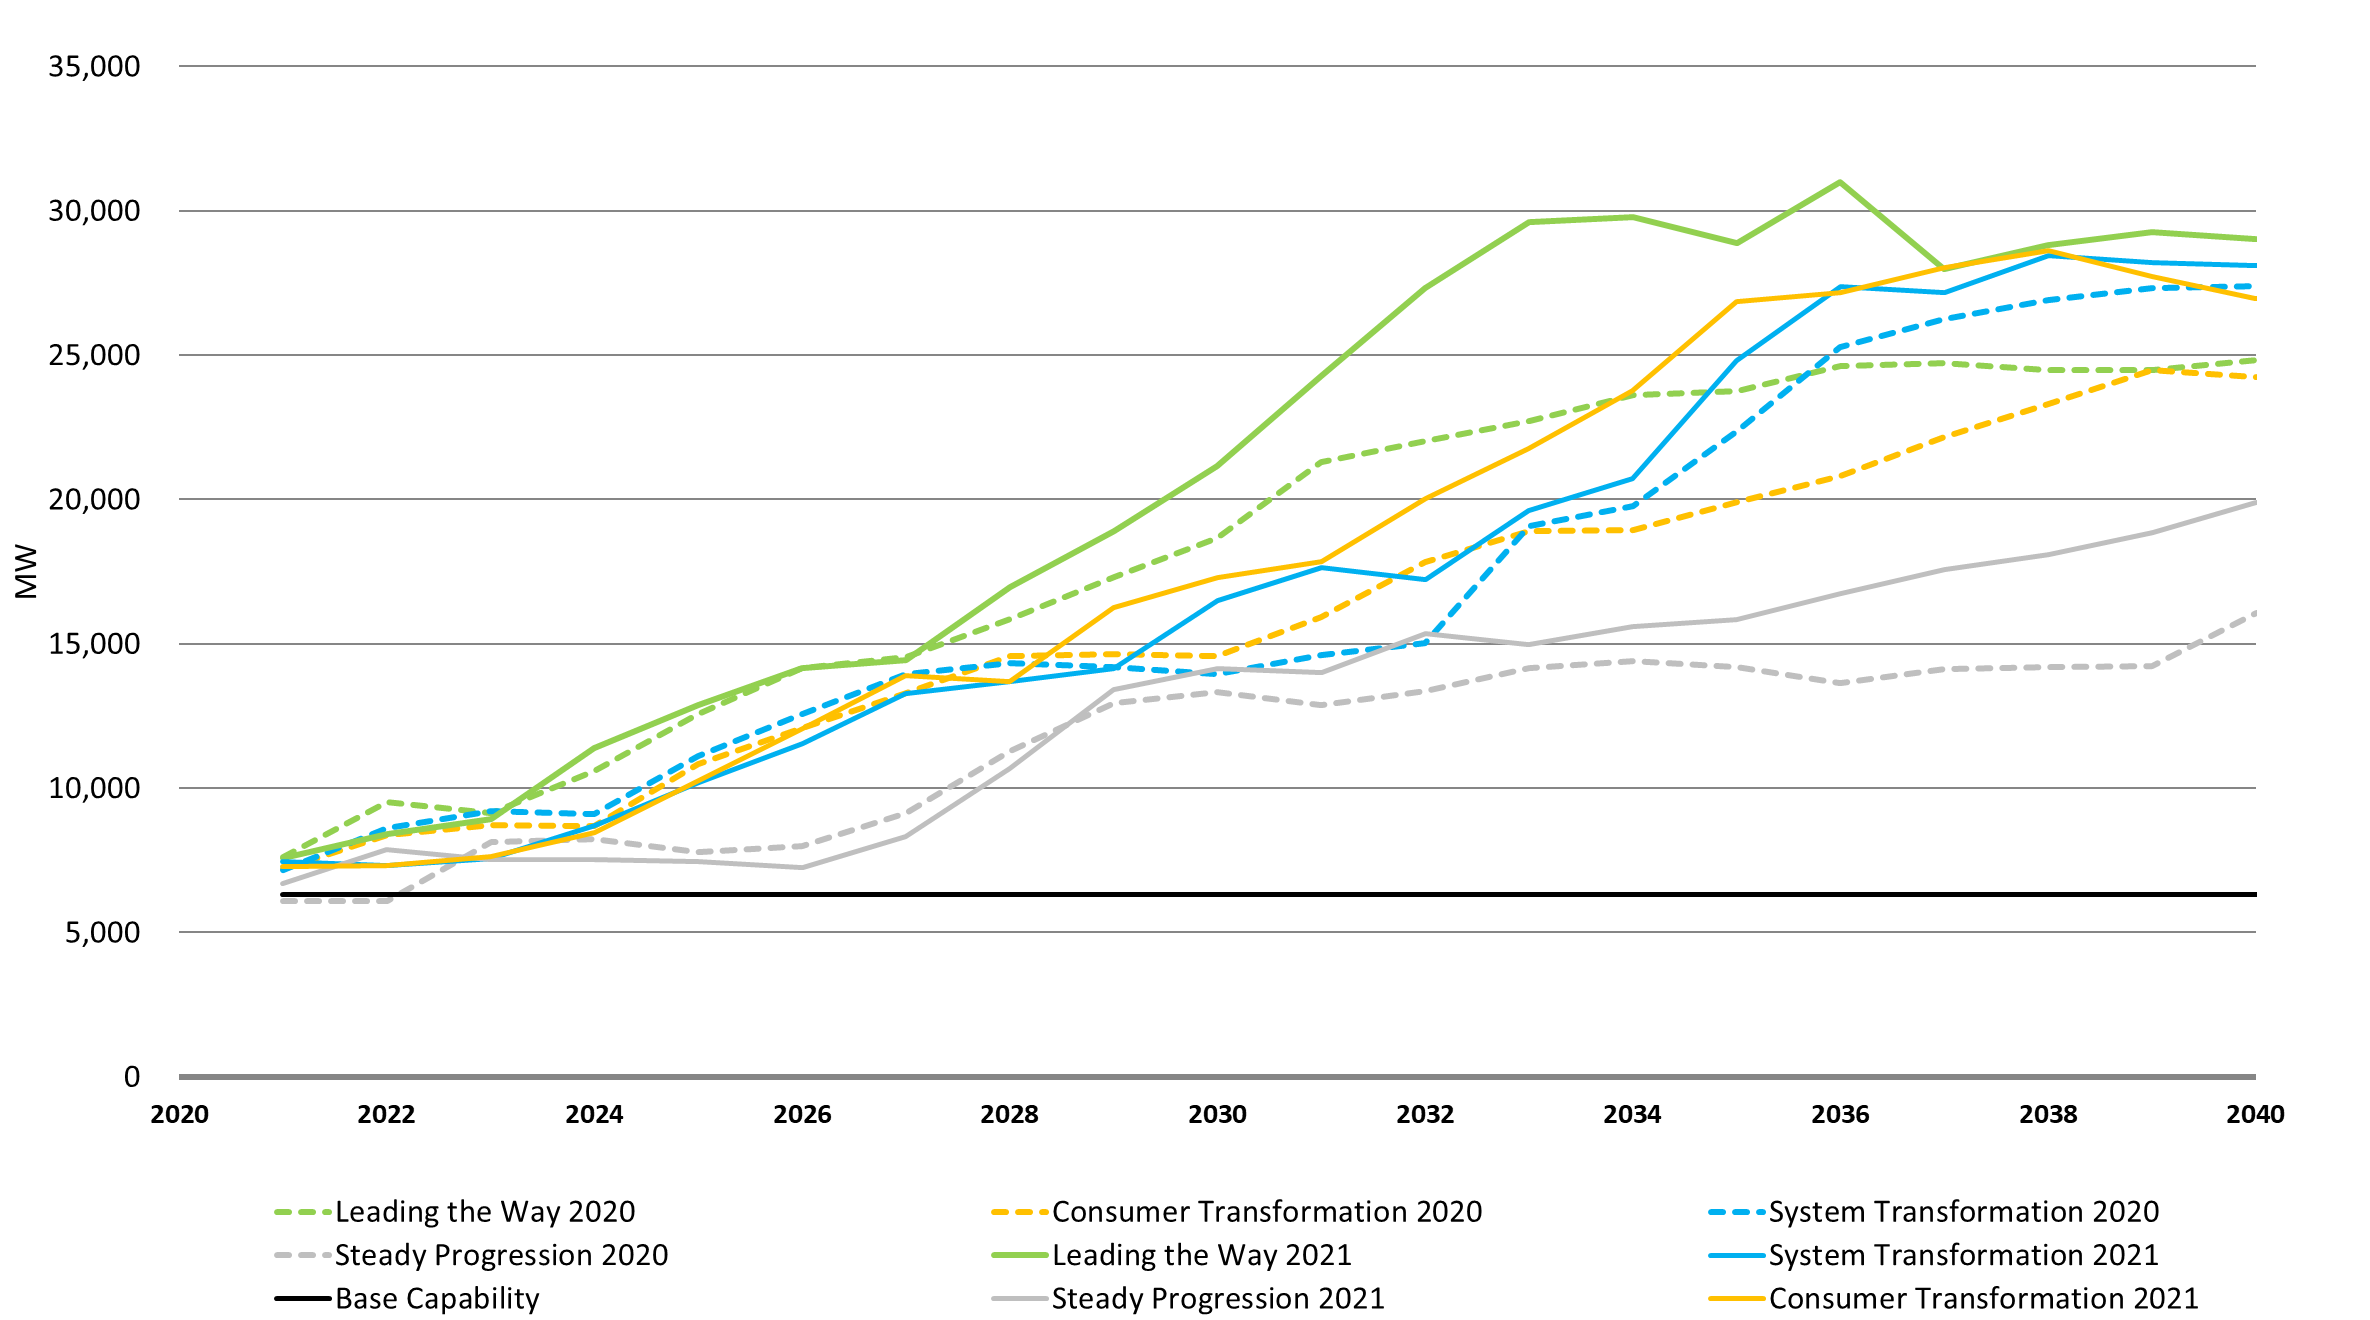 35,000
30,000
25,000
20,000
MW
15,000
10,000
5,000
0
2020 2022 2024 2026 2028 2030 2032 2034 2036 2038 2040
Leading the Way 2020 Consumer Transformation 2020 System Transformation 2020
Steady Progression 2020 Leading the Way 2021 System Transformation 2021
Base Capability Steady Progression 2021 Consumer Transformation 2021